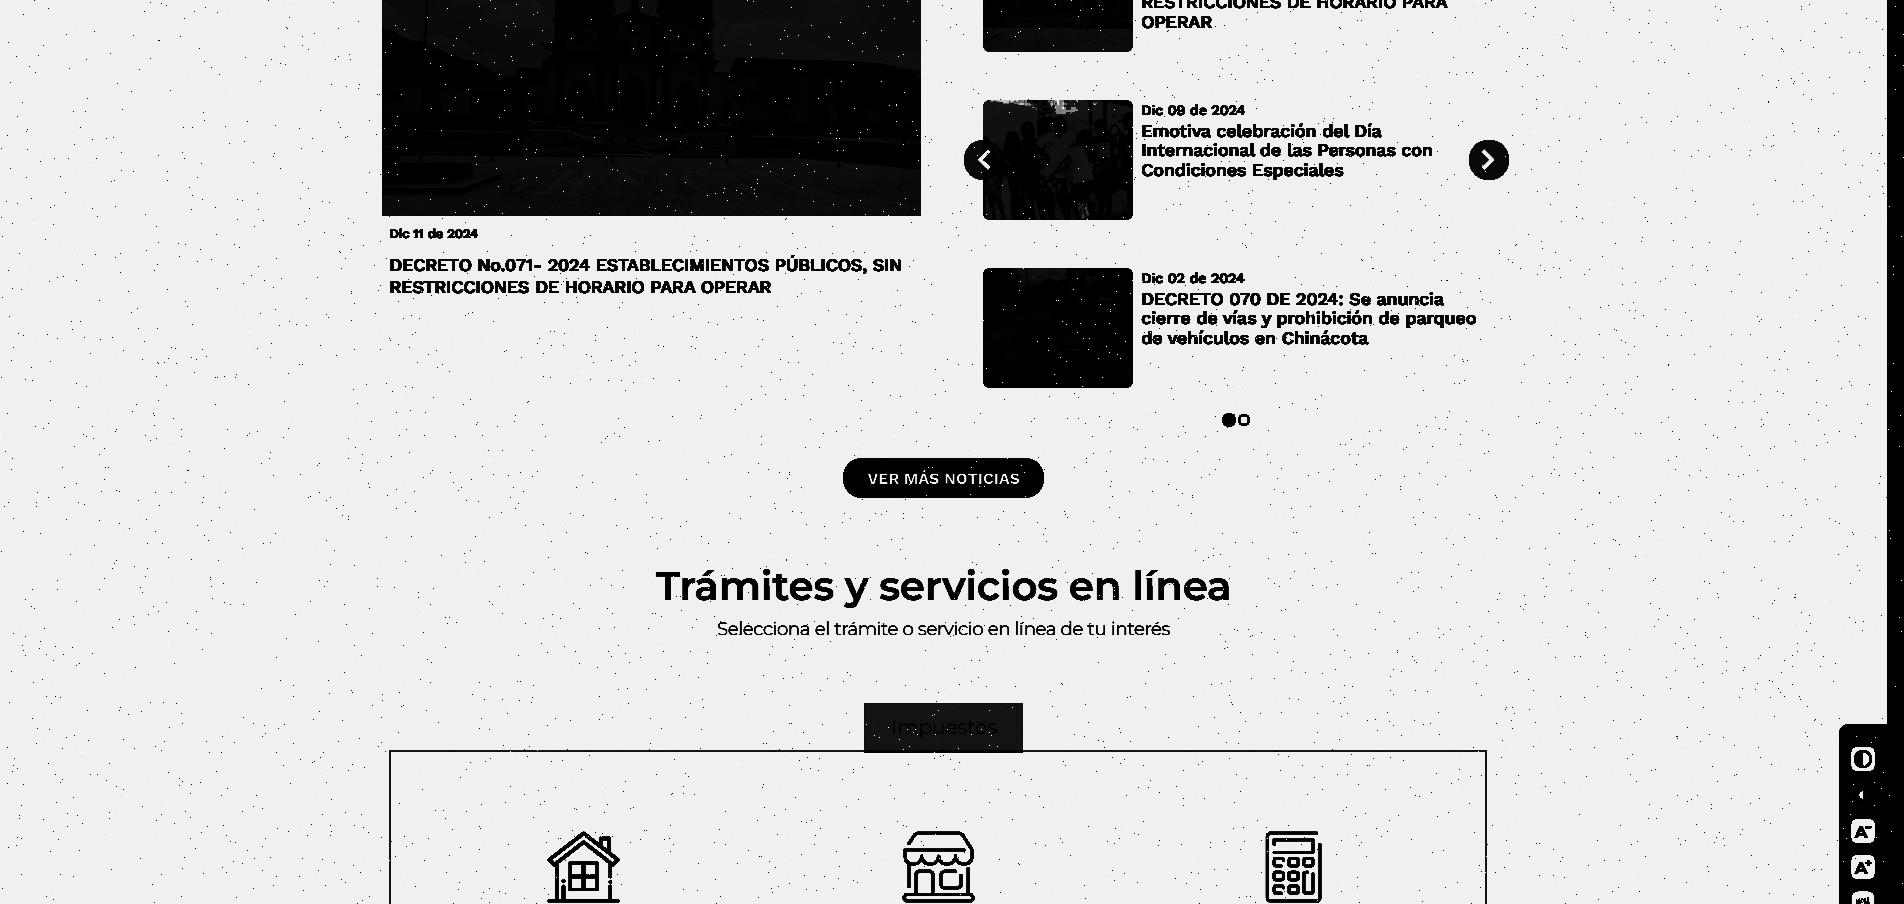 Dic 11 de 2024
DECRETO No.071- 2024 ESTABLECIMIENTOS PÚBLICOS, SIN
RESTRICCIONES DE HORARIO PARA OPERAR
RESTRICCIONES DE HORARIO PARA
OPERAR
Dic 09 de 2024
Emotiva celebración del Día
Internacional de las Personas con
Condiciones Especiales
Dic 02 de 2024
DECRETO 070 DE 2024: Se anuncia
cierre de vías y prohibición de parqueo
de vehículos en Chinácota
VER MÁS NOTICIAS
Trámites y servicios en línea
Selecciona el trámite o servicio en línea de tu interés
Impuestos
A-
A+